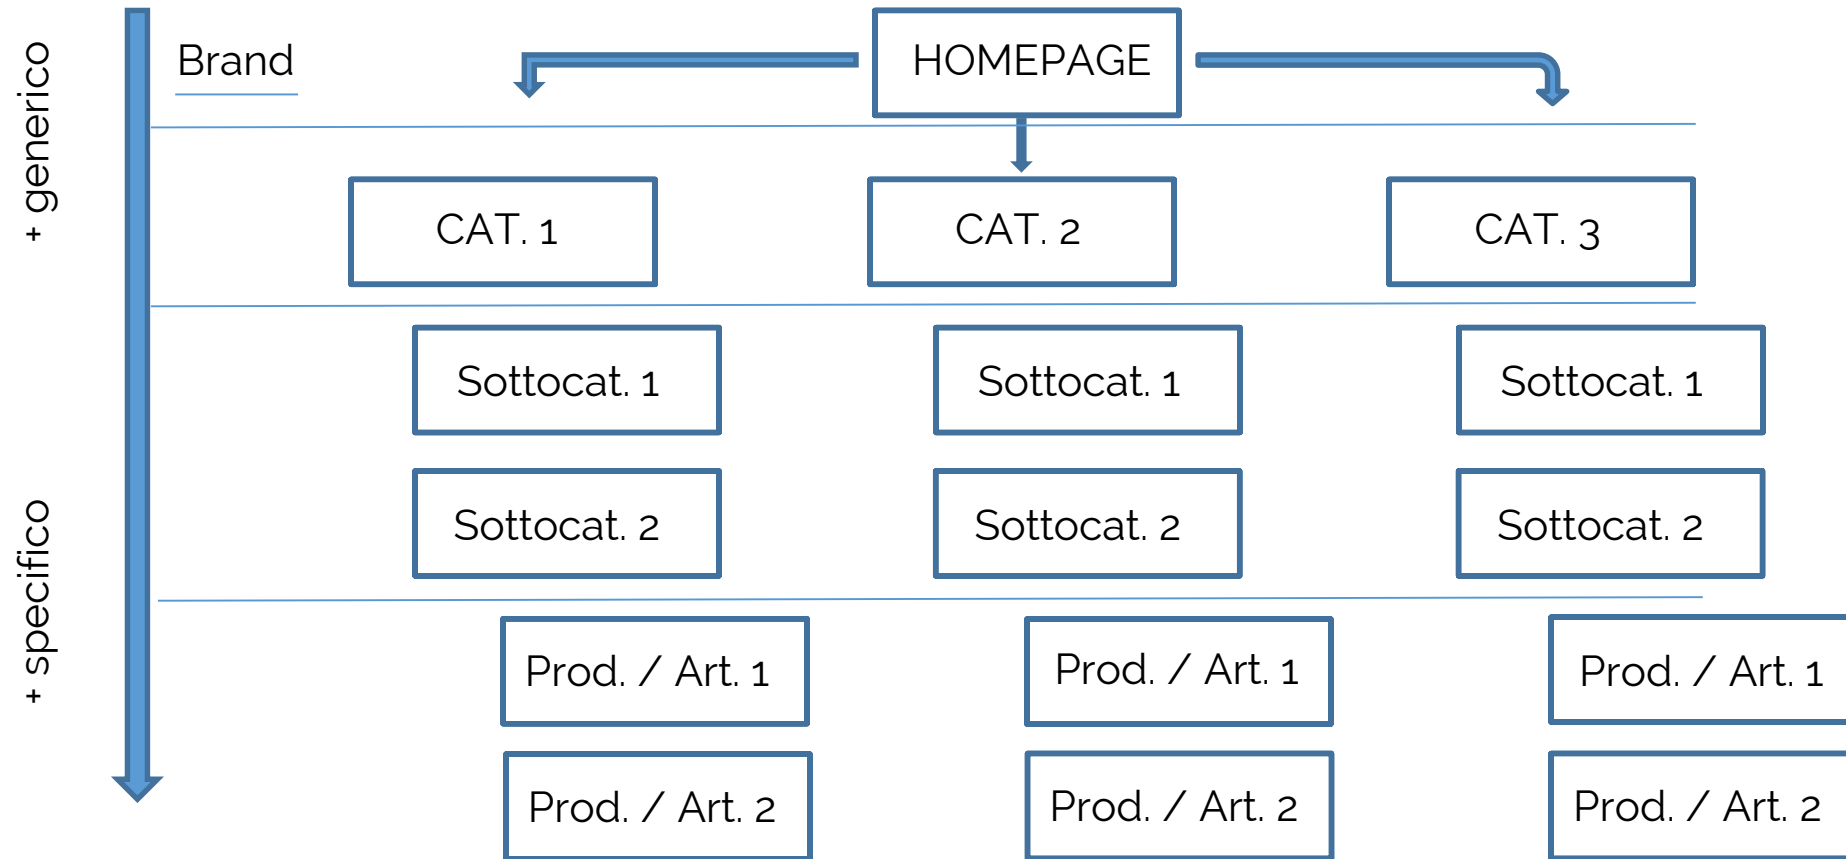 + generico
+ specifico
Brand
HOMEPAGE
CAT. 1
CAT. 2
CAT. 3
Sottocat. 1
Sottocat. 1
Sottocat. 1
Sottocat. 2
Sottocat. 2
Sottocat. 2
Prod. / Art. 1
Prod. / Art. 1
Prod. / Art. 1
Prod. / Art. 2
Prod. / Art. 2
Prod. / Art. 2